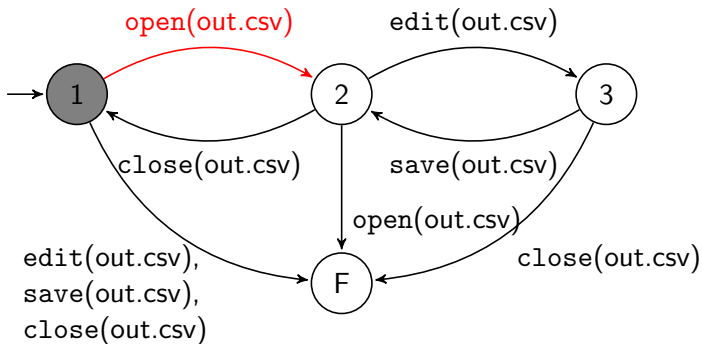 open(out.csv)
edit(out.csv)
1
2
3
close(out.csv)
save(out.csv)
open(out.csv)
edit(out.csv),
save(out.csv),
close(out.csv)
F
close(out.csv)